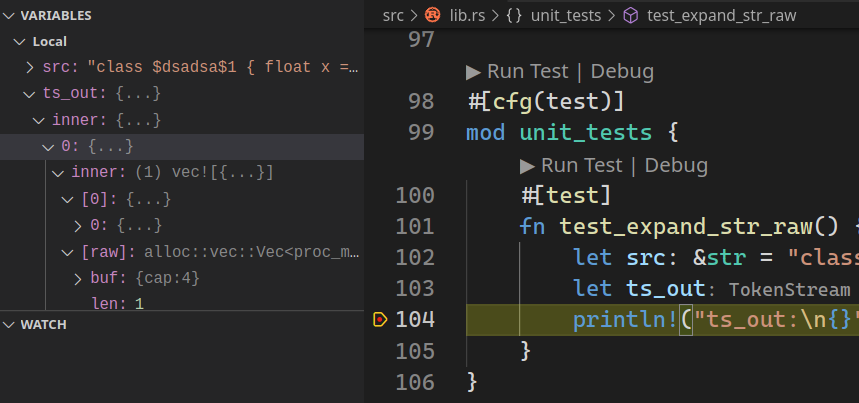 VARIABLES
Local
src: "class $dsadsa$1 { float x =…
ts_out: {...}
inner: {...}
0: {...}
inner: (1) vec![{...}]
[0]: {...}
0: {...}
[raw]: alloc::vec::Vec<proc_m…
buf: {cap:4}
len: 1
WATCH
src > lib.rs > {} unit_tests > test_expand_str_raw
97
▶ Run Test | Debug
98 #[cfg(test)]
99 mod unit_tests {
▶ Run Test | Debug
100 #[test]
101 fn test_expand_str_raw() {
102 let src: &str = "class
103 let ts_out: TokenStream
104 println!("ts_out:\n{}"
105 }
106 }